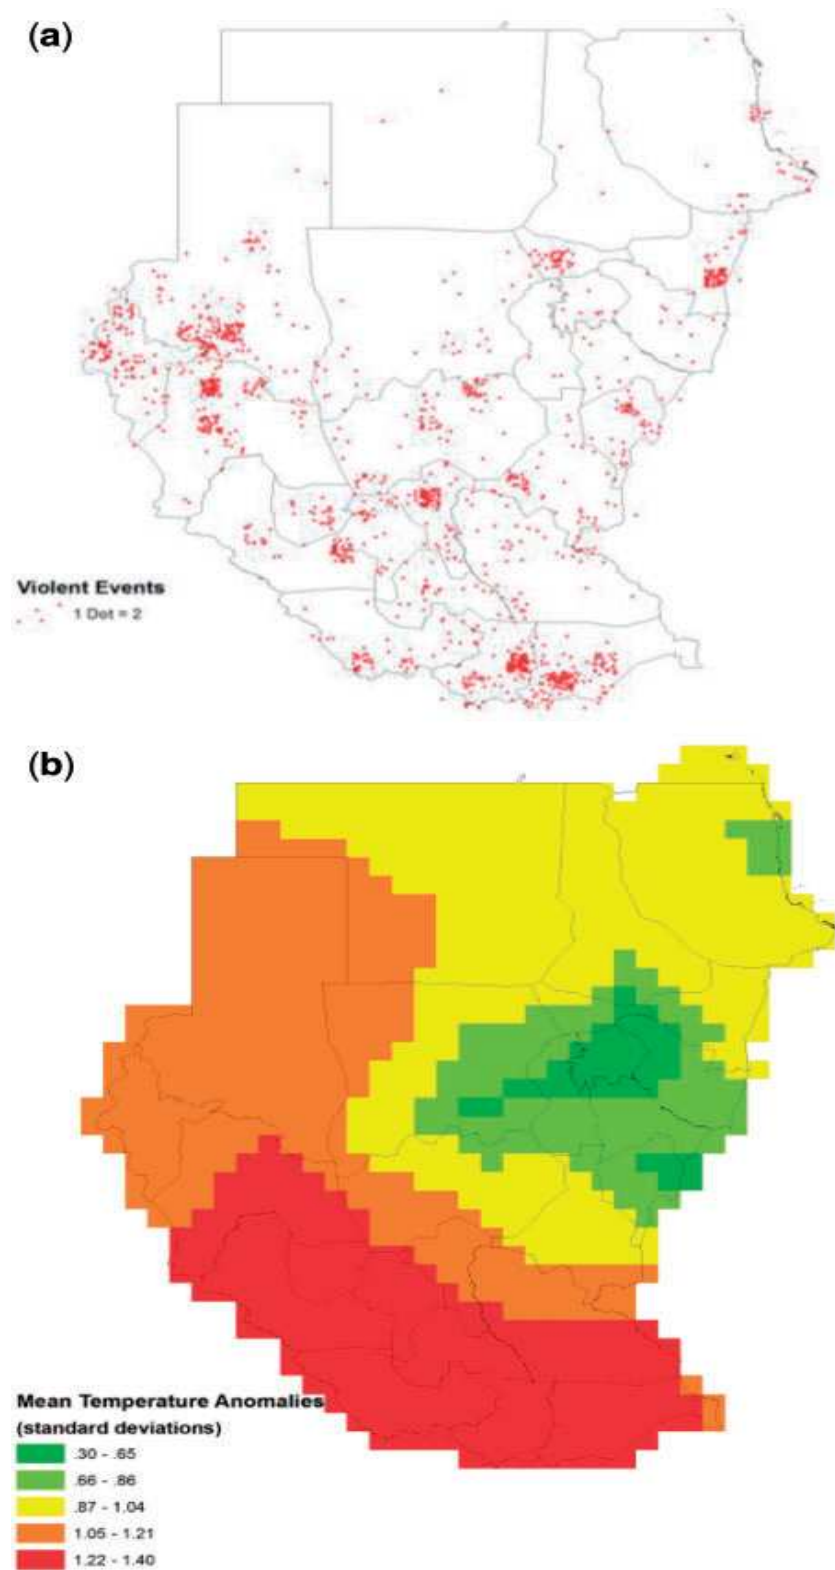 (a)
Violent Events
1 Dot = 2
(b)
Mean Temperature Anomalies
(standard deviations)
.30 - .65
.66 - .86
.87 - 1.04
1.05 - 1.21
1.22 - 1.40